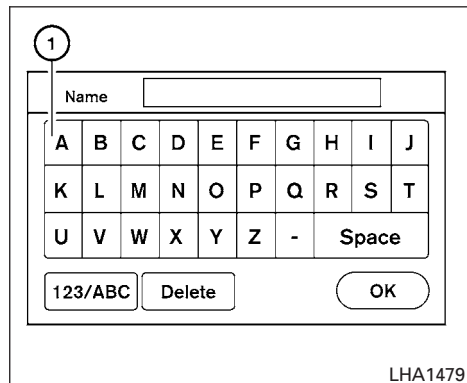 1
Name
A B C D E F G H I J
K L M N O P Q R S T
U V W X Y Z - Space
123/ABC Delete OK
LHA1479